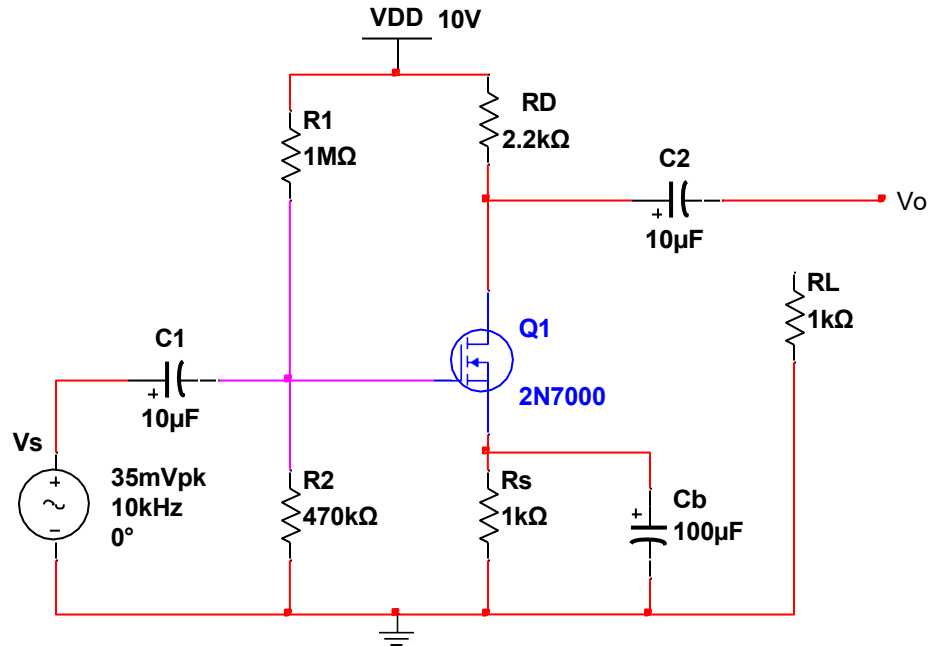 VDD 10V
R1
1MΩ
RD
2.2kΩ
C2
+
10µF
Vo
RL
1kΩ
Q1
2N7000
C1
+
10µF
Vs
+
35mVpk
10kHz
0°
R2
470kΩ
Rs
1kΩ
+
Cb
100µF